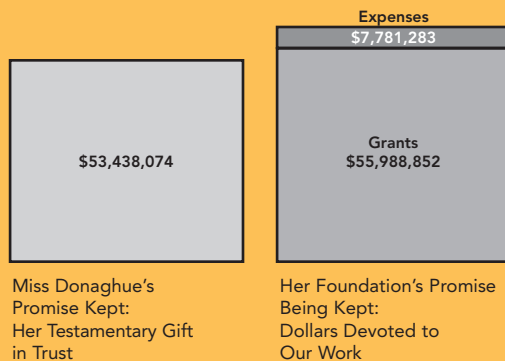 Expenses
$7,781,283
$53,438,074
Grants
$55,988,852
Miss Donaghue’s
Promise Kept:
Her Testamentary Gift
in Trust
Her Foundation’s Promise
Being Kept:
Dollars Devoted to
Our Work